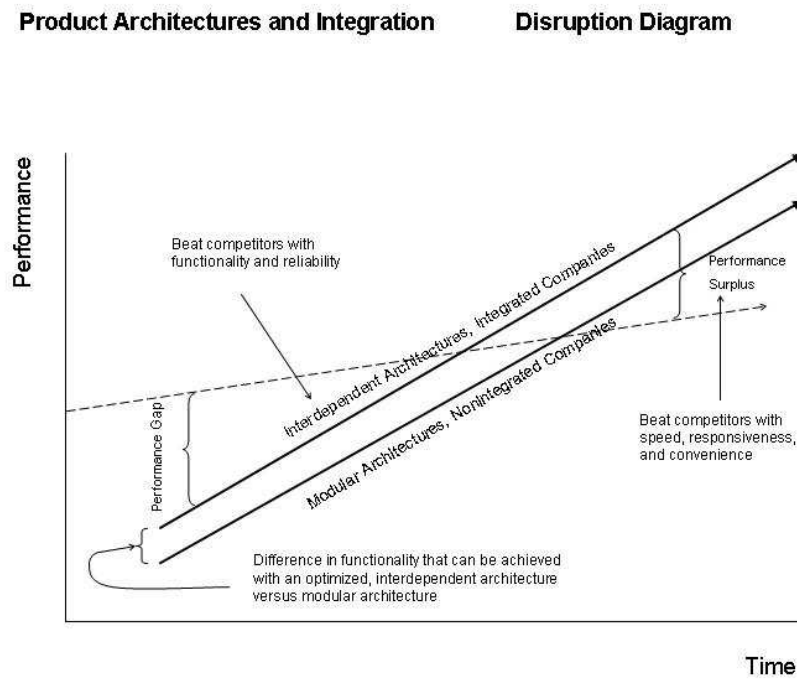 Product Architectures and Integration Disruption Diagram
Performance
Beat competitors with
functionality and reliability
Interdependent Architectures, Integrated Companies
Performance
Surplus
Modular Architectures, Nonintegrated Companies
Performance Gap
Beat competitors with
speed, responsiveness,
and convenience
Difference in functionality that can be achieved
with an optimized, interdependent architecture
versus modular architecture
Time